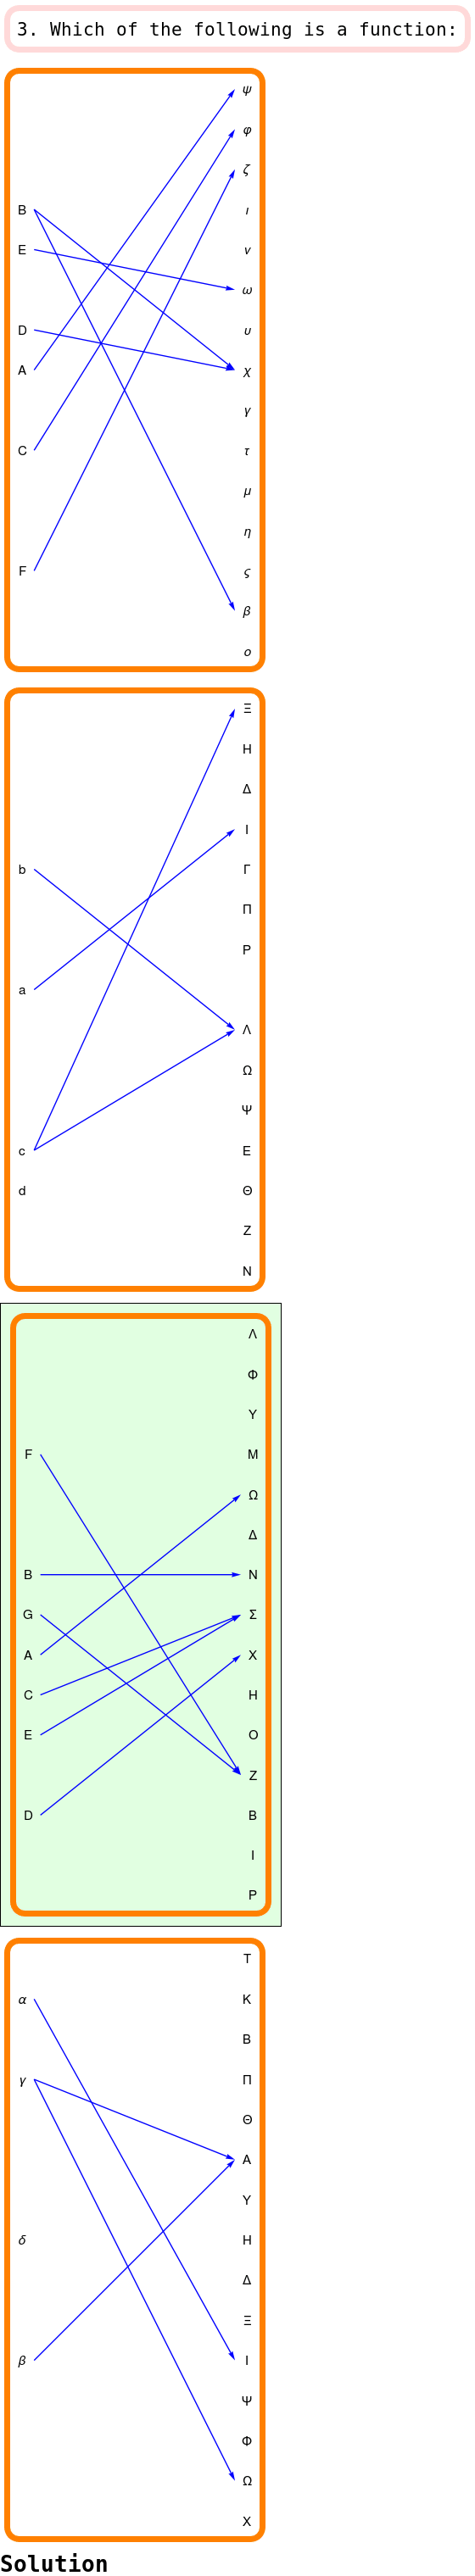 3. Which of the following is a function:
ψ
φ
ζ
B ι
E ν
ω
D υ
A χ
γ
C τ
μ
η
F ς
β
ο
Ξ
Η
Δ
Ι
b Γ
Π
a Ρ
Λ
Ω
Ψ
c Ε
d Θ
Ζ
Ν
Λ
Φ
Υ
F Μ
Ω
Δ
B Ν
G Σ
A Χ
C Η
E Ο
Ζ
D Β
Ι
Ρ
Τ
α Κ
Β
γ Π
Θ
Α
Υ
δ Η
Δ
Ξ
β Ι
Ψ
Φ
Ω
Χ
Solution